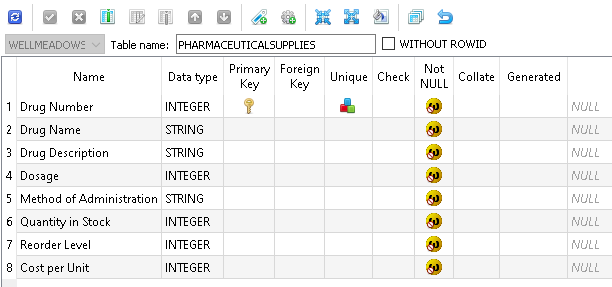 WELLMEADOWS Table name: PHARMACEUTICALSUPPLIES WITHOUT ROWID
Name Data type Primary Key Foreign Key Unique Check Not NULL Collate Generated
1 Drug Number INTEGER NULL
2 Drug Name STRING NULL
3 Drug Description STRING NULL
4 Dosage INTEGER NULL
5 Method of Administration STRING NULL
6 Quantity in Stock INTEGER NULL
7 Reorder Level INTEGER NULL
8 Cost per Unit INTEGER NULL